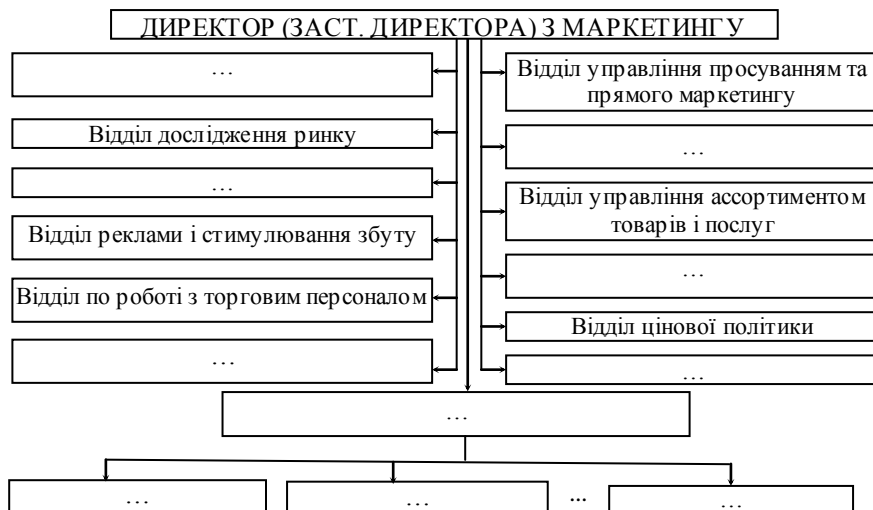 ДИРЕКТОР (ЗАСТ. ДИРЕКТОРА) З МАРКЕТИНГУ
…
Відділ дослідження ринку
…
Відділ реклами і стимулювання збуту
Відділ по роботі з торговим персоналом
…
Відділ управління просуванням та
прямого маркетингу
…
Відділ управління ассортиментом
товарів і послуг
…
Відділ цінової політики
…
…
…
…
...
…